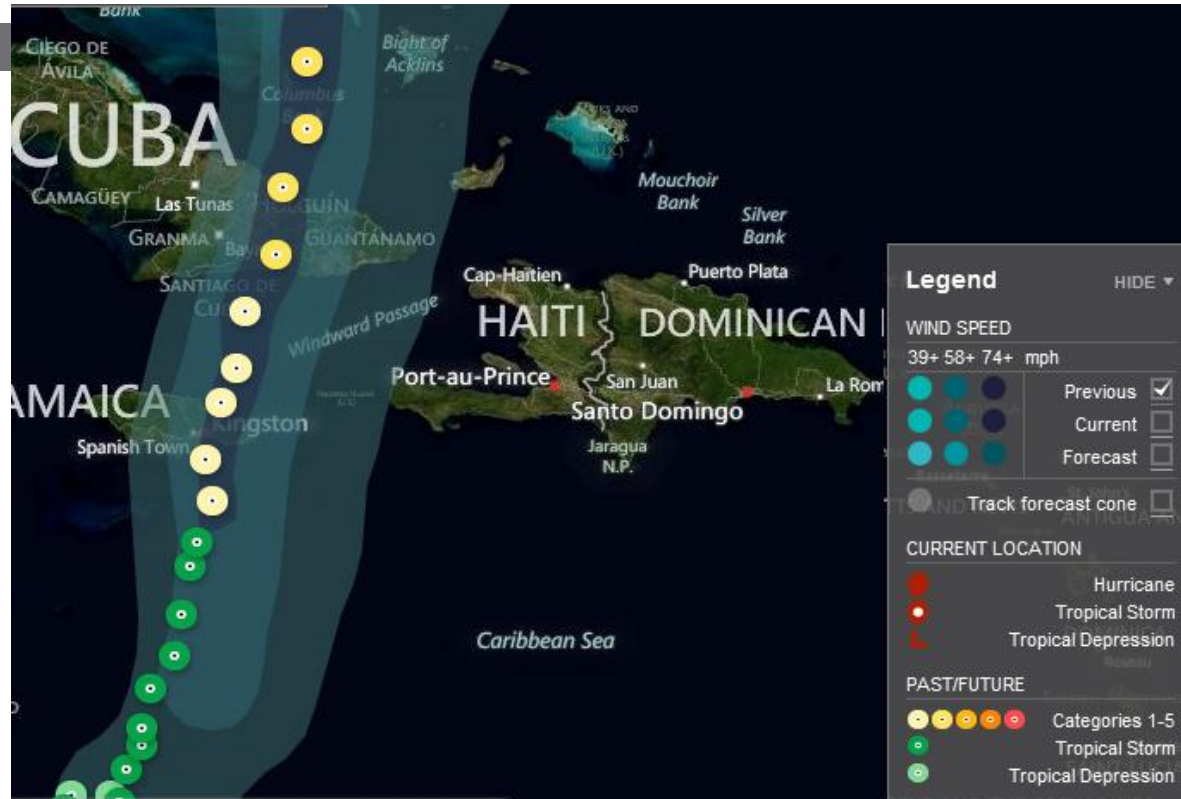 Bank
CIEGO DE
ÁVILA
Bight of
Acklins
Columbus
CUBA
CAMAGÜEY
Las Tunas
HOLGUÍN
GRANMA
GUANTÁNAMO
SANTIAGO DE
Windward Passage
Mouchoir
Bank
Silver
Bank
Cap-Haïtien
Puerto Plata
HAITI
DOMINICAN
AMAICA
Kingston
Spanish Town
Port-au-Prince
San Juan
La Rom
Santo Domingo
Jaragua
N.P.
Caribbean Sea
Legend
HIDE
WIND SPEED
39+ 58+ 74+ mph
Previous
Current
Forecast
Track forecast cone
CURRENT LOCATION
Hurricane
Tropical Storm
Tropical Depression
PAST/FUTURE
Categories 1-5
Tropical Storm
Tropical Depression